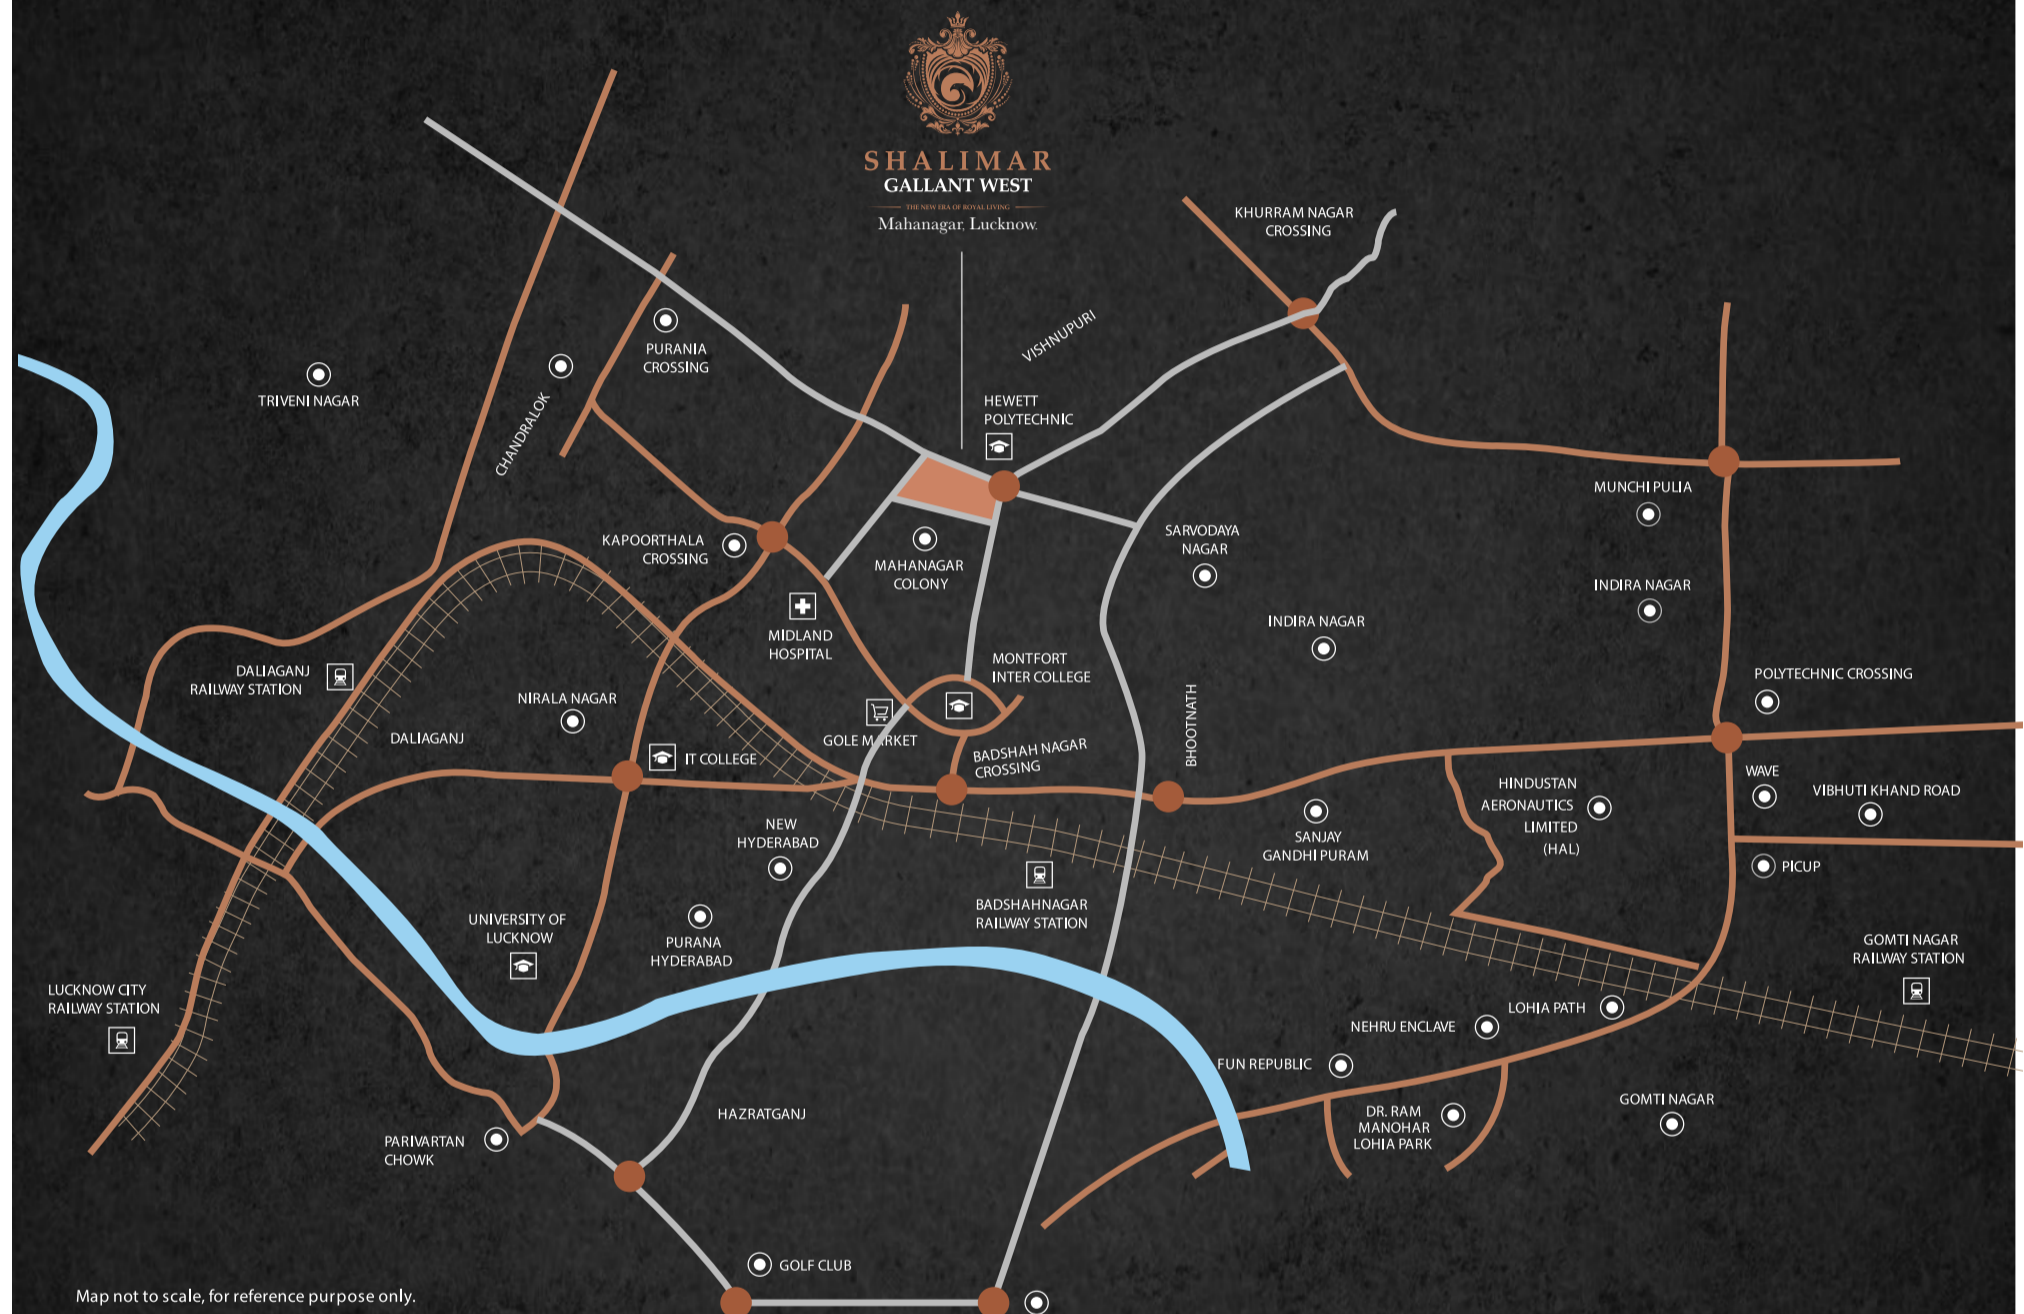 SHALIMAR
GALLANT WEST
THE NEW ERA OF ROYAL LIVING
Mahanagar, Lucknow.
KHURRAM NAGAR
CROSSING
VISHNUPURI
PURANIA
CROSSING
TRIVENI NAGAR
CHANDRALOK
HEWETT
POLYTECHNIC
MUNCHI PULIA
KAPOORTHALA
CROSSING
MAHANAGAR
COLONY
SARVODAYA
NAGAR
INDIRA NAGAR
INDIRA NAGAR
MIDLAND
HOSPITAL
MONTFORT
INTER COLLEGE
DALIAGANJ
RAILWAY STATION
NIRALA NAGAR
POLYTECHNIC CROSSING
DALIAGANJ
GOLE MARKET
BADSHAH NAGAR
CROSSING
BHOOTNATH
IT COLLEGE
WAVE
VIBHUTI KHAND ROAD
HINDUSTAN
AERONAUTICS
LIMITED
(HAL)
NEW
HYDERABAD
SANJAY
GANDHI PURAM
PICUP
BADSHAHNAGAR
RAILWAY STATION
UNIVERSITY OF
LUCKNOW
PURANA
HYDERABAD
GOMTI NAGAR
RAILWAY STATION
LUCKNOW CITY
RAILWAY STATION
LOHIA PATH
NEHRU ENCLAVE
FUN REPUBLIC
HAZRATGANJ
DR. RAM
MANOHAR
LOHIA PARK
GOMTI NAGAR
PARIVARTAN
CHOWK
GOLF CLUB
Map not to scale, for reference purpose only.